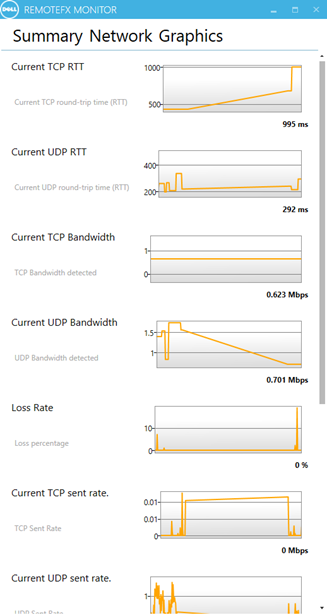 DELL REMOTEFX MONITOR
Summary Network Graphics
Current TCP RTT
1000
500
Current TCP round-trip time (RTT)
995 ms
Current UDP RTT
400
200
Current UDP round-trip time (RTT)
292 ms
Current TCP Bandwidth
1
0
TCP Bandwidth detected
0.623 Mbps
Current UDP Bandwidth
1.5
1
UDP Bandwidth detected
0.701 Mbps
Loss Rate
10
0
Loss percentage
0 %
Current TCP sent rate.
0.01
0.01
0
TCP Sent Rate
0 Mbps
Current UDP sent rate.
1
UDP Sent Rate